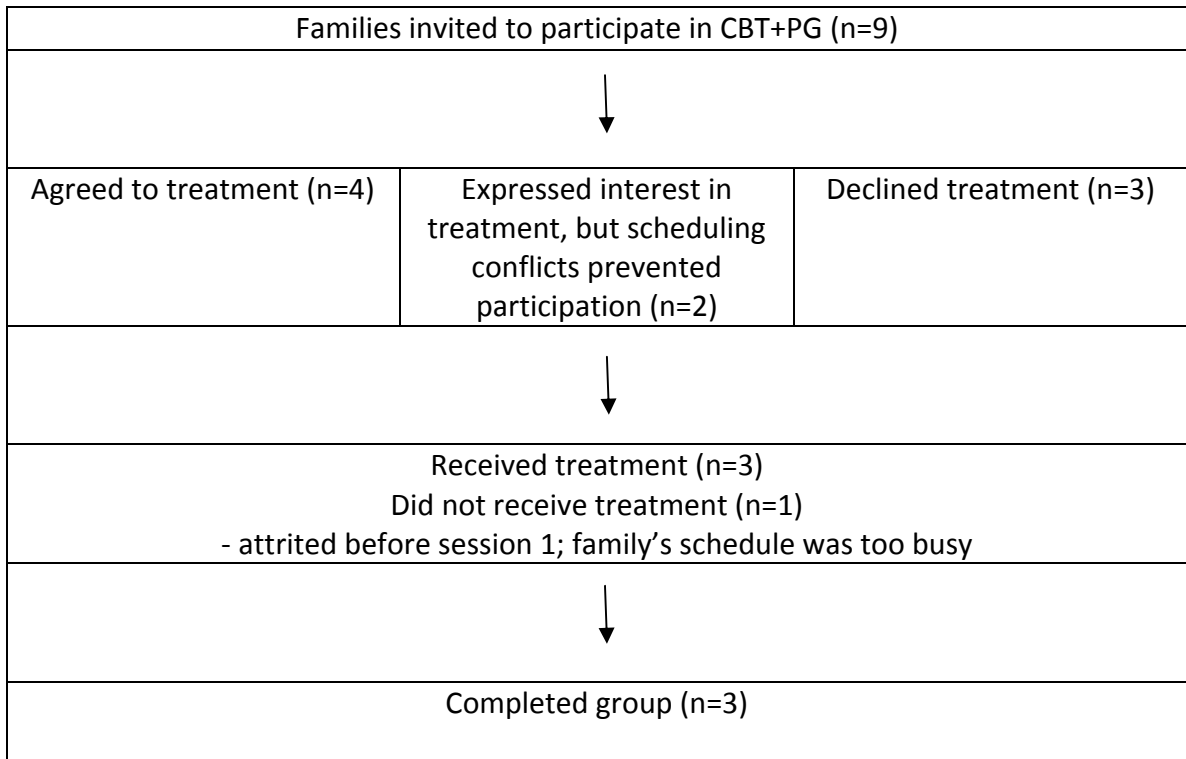 Families invited to participate in CBT+PG (n=9)
Agreed to treatment (n=4)
Expressed interest in
treatment, but scheduling
conflicts prevented
participation (n=2)
Declined treatment (n=3)
Received treatment (n=3)
Did not receive treatment (n=1)
- attrited before session 1; family’s schedule was too busy
Completed group (n=3)